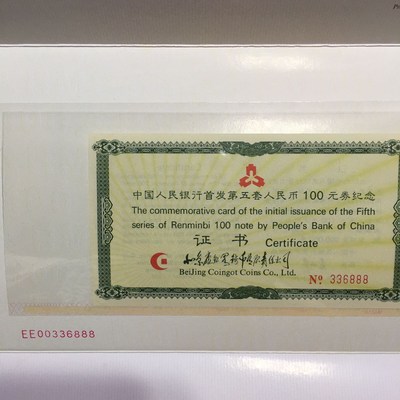 中国人民银行首发第五套人民币100元券纪念
The commemorative card of the initial issuance of the Fifth
series of Renminbi 100 note by People's Bank of China
证书 Certificate
BeiJing Coingot Coins Co., Ltd.
Nº 336888
EE00336888